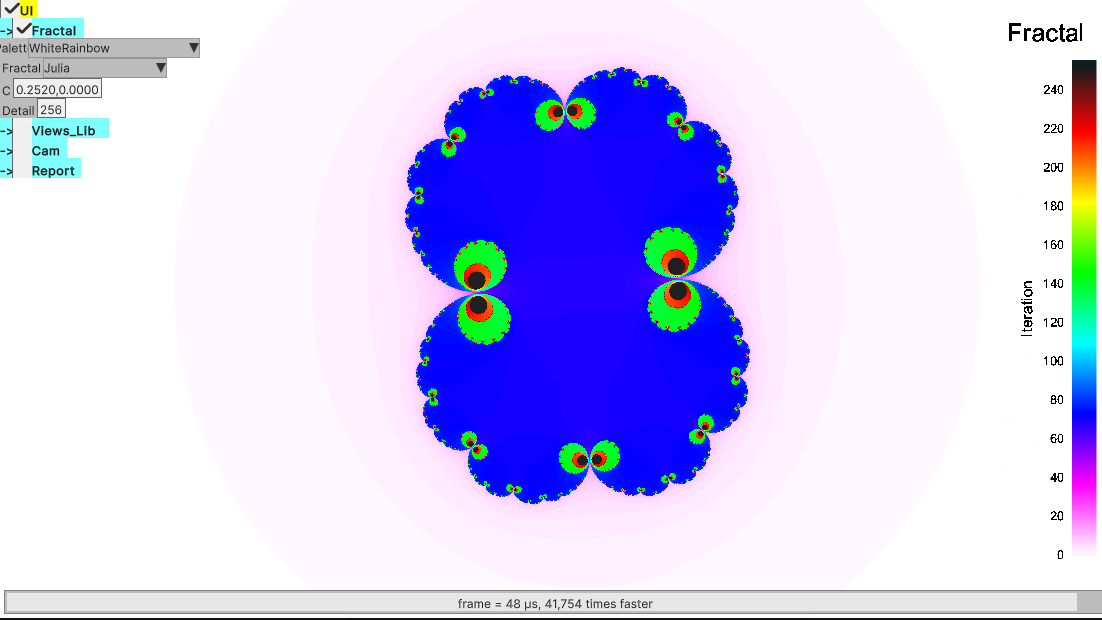 UI
-> Fractal
Palett WhiteRainbow
Fractal Julia
C 0.2520,0.0000
Detail 256
-> Views_Lib
-> Cam
-> Report
Fractal
Iteration
240
220
200
180
160
140
120
100
80
60
40
20
0
frame = 48 µs, 41,754 times faster